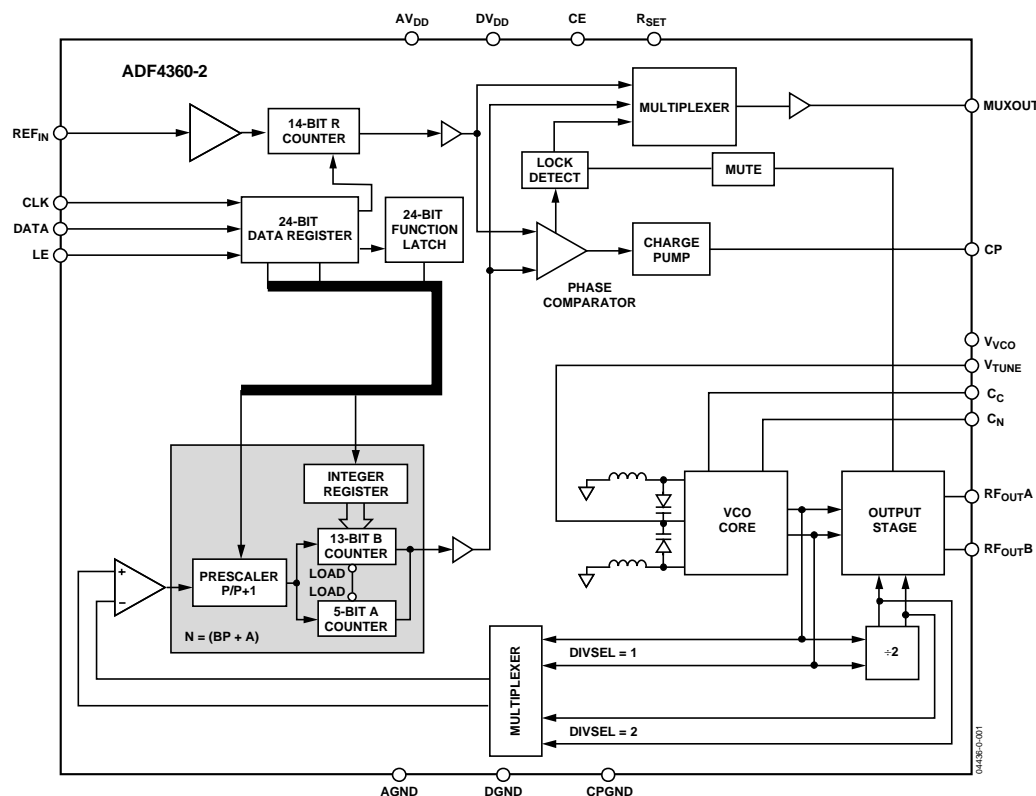 AVDD
DVDD
CE
RSET
ADF4360-2
REFIN
14-BIT R
COUNTER
MULTIPLEXER
MUXOUT
LOCK
DETECT
MUTE
CLK
DATA
LE
24-BIT
DATA REGISTER
24-BIT
FUNCTION
LATCH
CHARGE
PUMP
CP
PHASE
COMPARATOR
VVCO
VTUNE
CC
CN
INTEGER
REGISTER
13-BIT B
COUNTER
LOAD
LOAD
5-BIT A
COUNTER
PRESCALER
P/P+1
+
−
N = (BP + A)
VCO
CORE
OUTPUT
STAGE
RFOUTA
RFOUTB
MULTIPLEXER
DIVSEL = 1
÷2
DIVSEL = 2
04436-0-001
AGND
DGND
CPGND